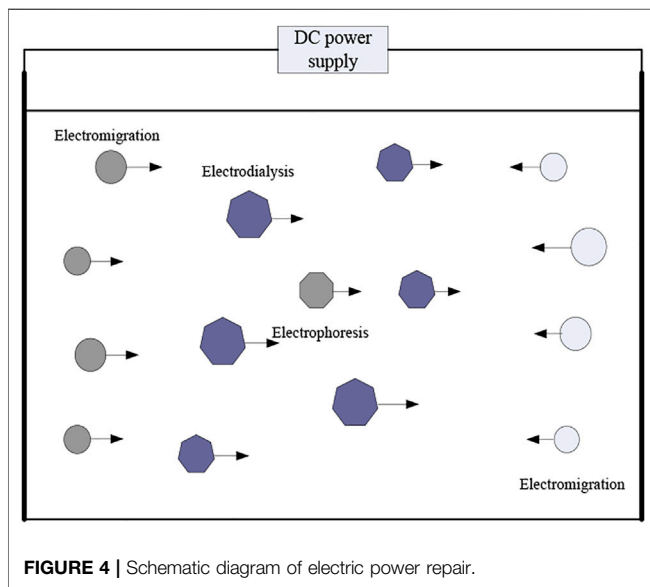 DC power
supply
Electromigration
Electrodialysis
Electrophoresis
Electromigration
FIGURE 4 | Schematic diagram of electric power repair.